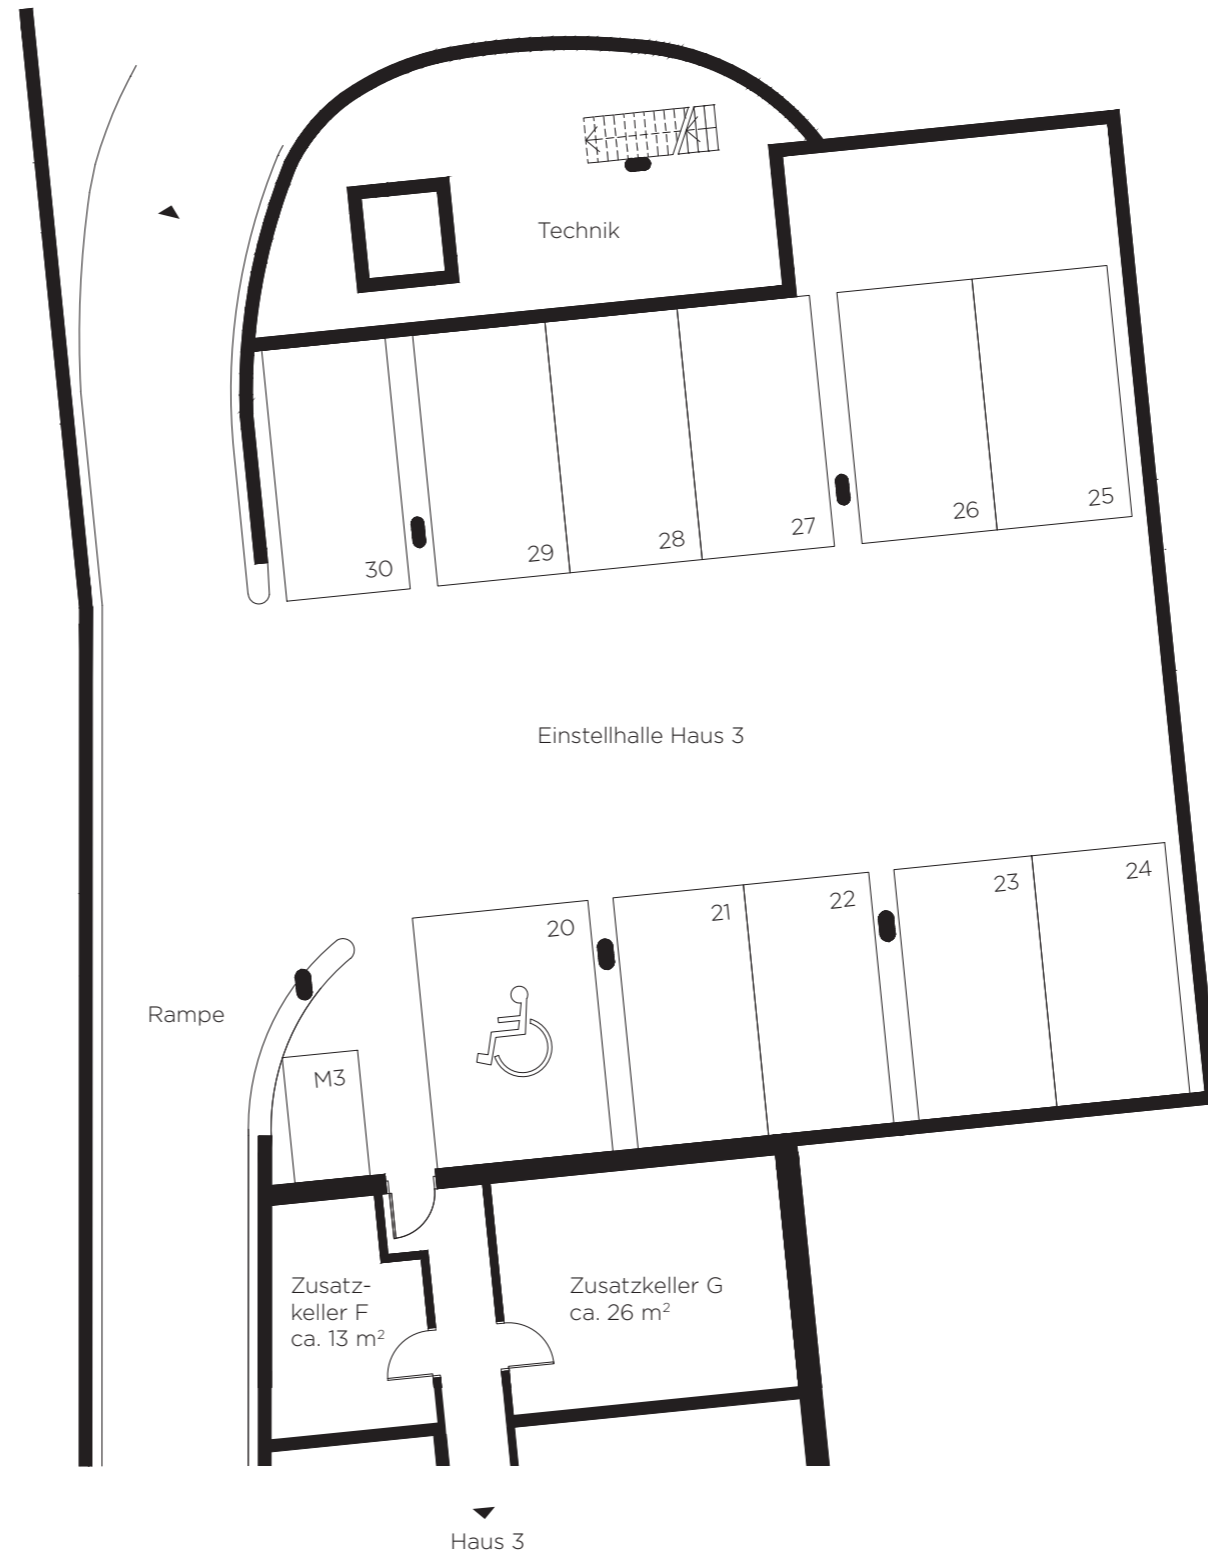 Technik
25
26
27
28
29
30
Einstellhalle Haus 3
24
23
22
21
20
Rampe
M3
Zusatz-
keller F
ca. 13 m²
Zusatzkeller G
ca. 26 m²
Haus 3